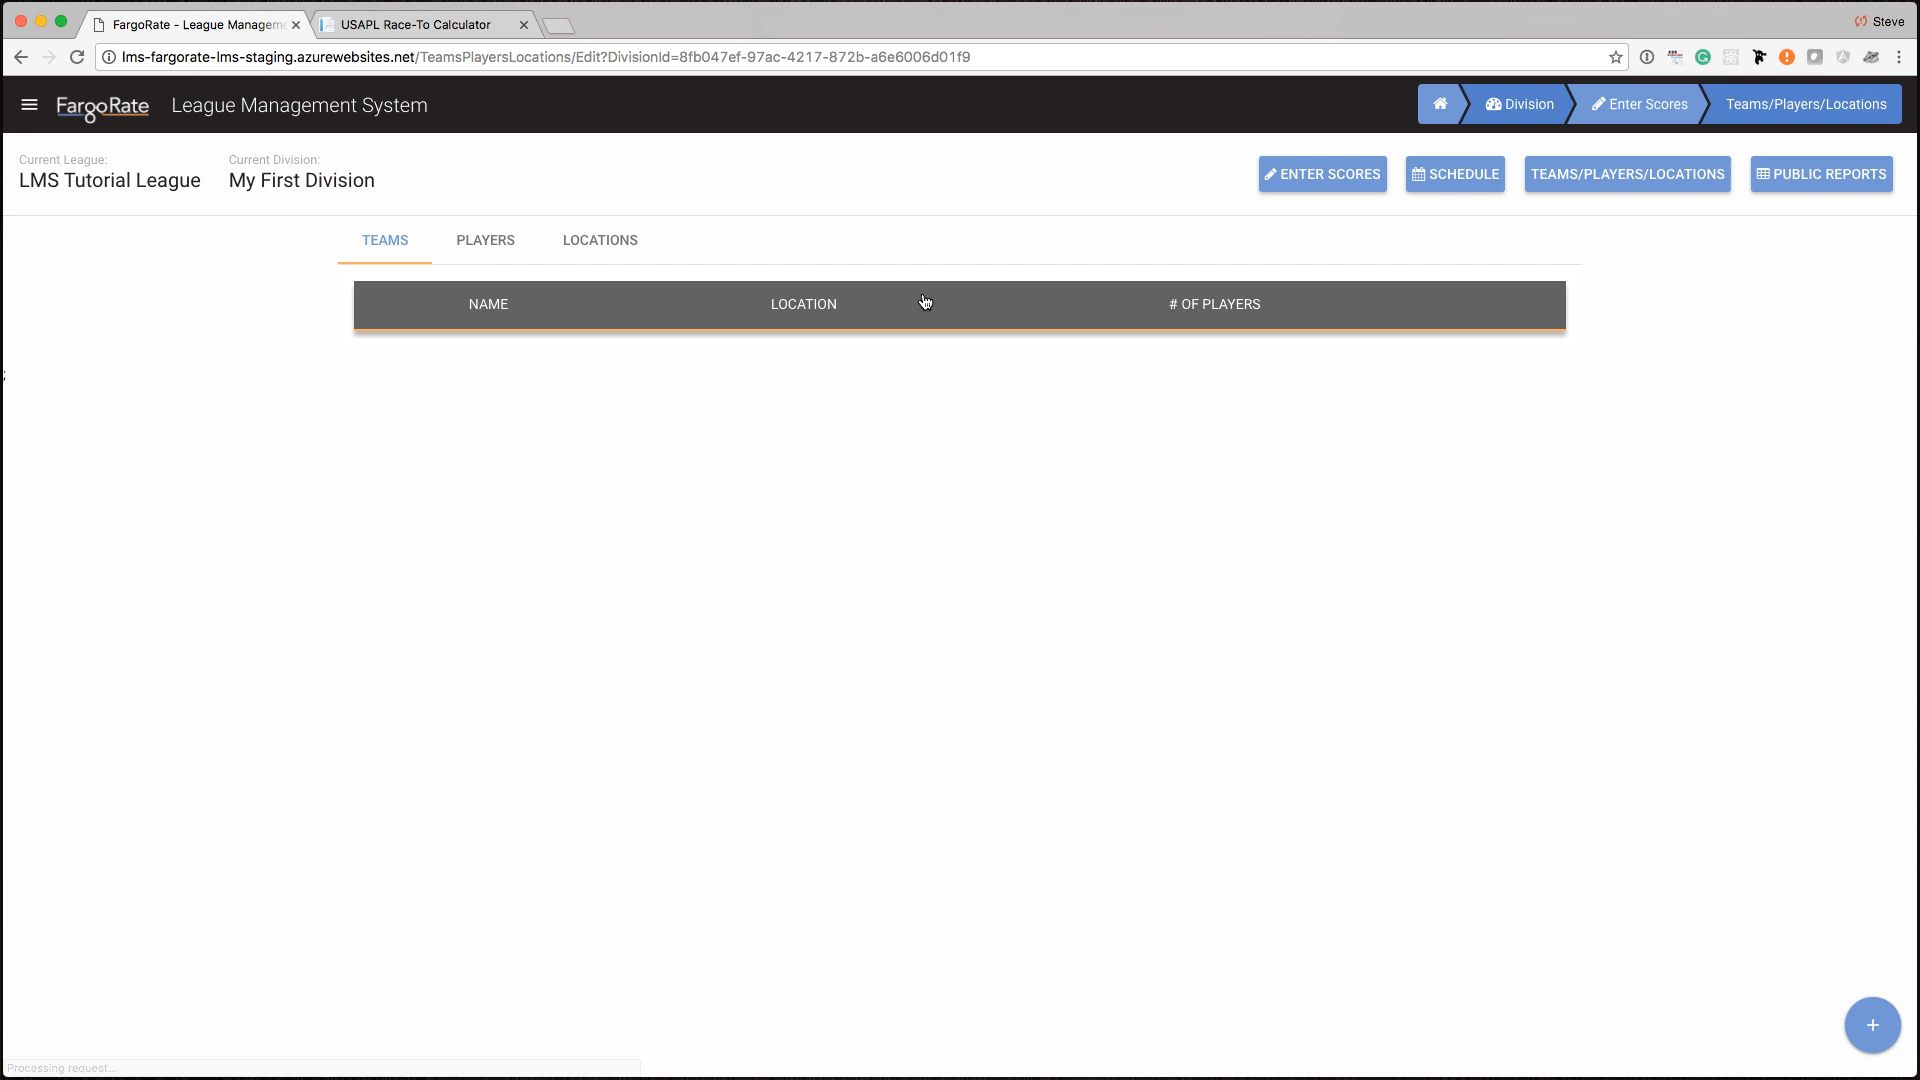 FargoRate - League Managem
USAPL Race-To Calculator
Steve
lms-fargorate-lms-staging.azurewebsites.net/TeamsPlayersLocations/Edit?DivisionId=8fb047ef-97ac-4217-872b-a6e6006d01f9
FargoRate League Management System
Division
Enter Scores
Teams/Players/Locations
Current League:
LMS Tutorial League
Current Division:
My First Division
ENTER SCORES
SCHEDULE
TEAMS/PLAYERS/LOCATIONS
PUBLIC REPORTS
TEAMS PLAYERS LOCATIONS
NAME LOCATION # OF PLAYERS
;
+
Processing request...